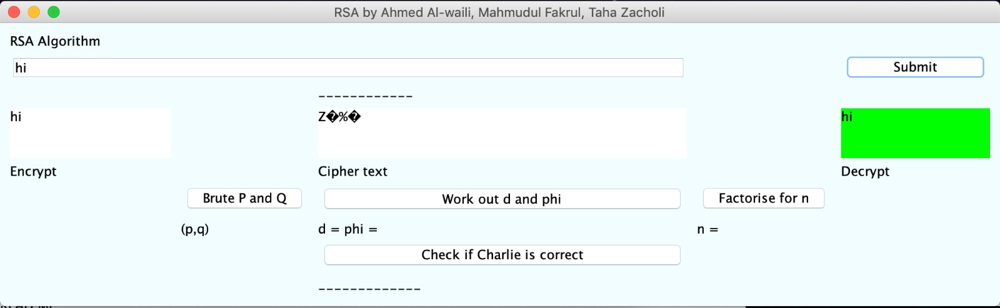 RSA by Ahmed Al-waili, Mahmudul Fakrul, Taha Zacholi
RSA Algorithm
hi
Submit
------------
hi
Z�%�
hi
Encrypt
Cipher text
Decrypt
Brute P and Q
Work out d and phi
Factorise for n
(p,q)
d = phi =
n =
Check if Charlie is correct
-------------